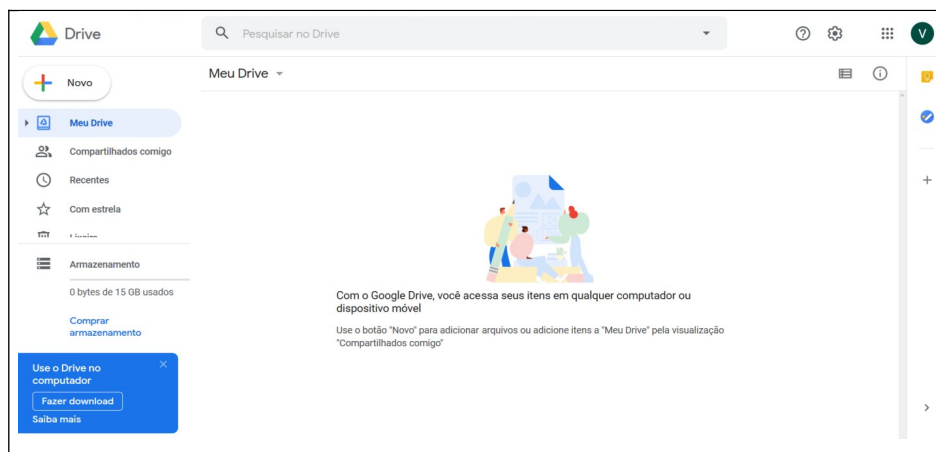 Drive
Pesquisar no Drive
V
Novo
Meu Drive
Meu Drive
Compartilhados comigo
Recentes
Com estrela
Armazenamento
0 bytes de 15 GB usados
Comprar
armazenamento
Use o Drive no
computador
Fazer download
Saiba mais
Com o Google Drive, você acessa seus itens em qualquer computador ou
dispositivo móvel
Use o botão "Novo" para adicionar arquivos ou adicione itens a "Meu Drive" pela visualização
"Compartilhados comigo"